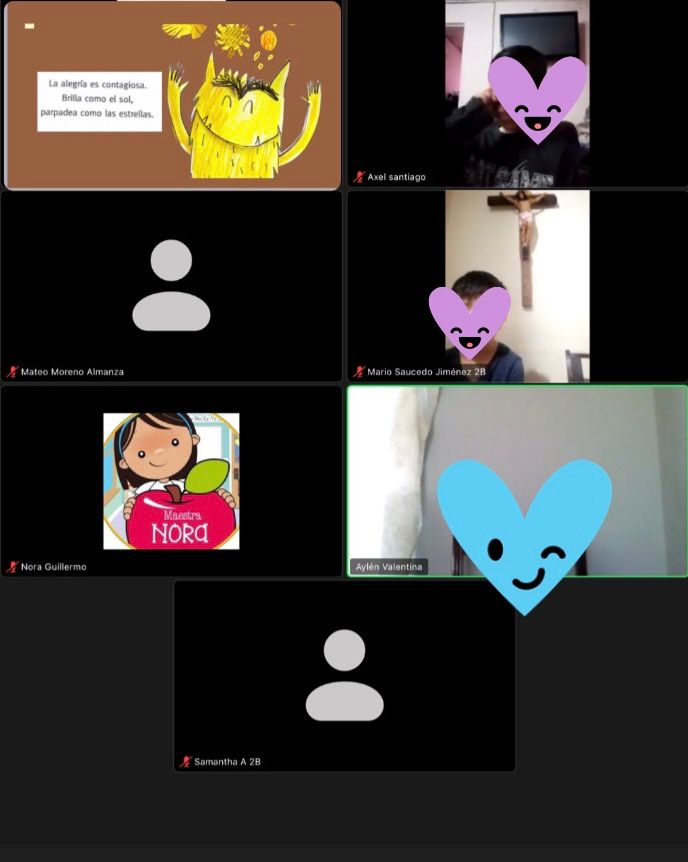 La alegría es contagiosa.
Brilla como el sol,
parpadea como las estrellas.
Axel santiago
Mateo Moreno Almanza
Mario Saucedo Jiménez 2B
Maestra
NORA
Nora Guillermo
Aylén Valentina
Samantha A 2B